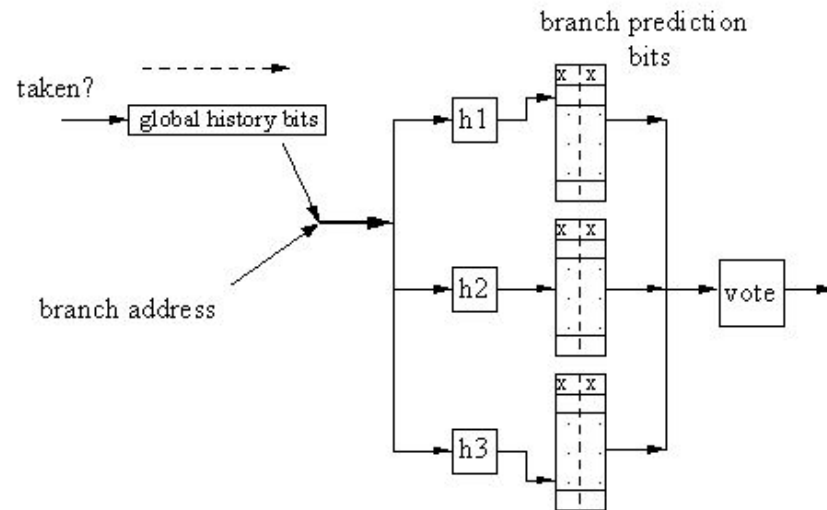 branch prediction
bits
taken?
global history bits
x x
h1
x x
branch address
h2
vote
x x
h3